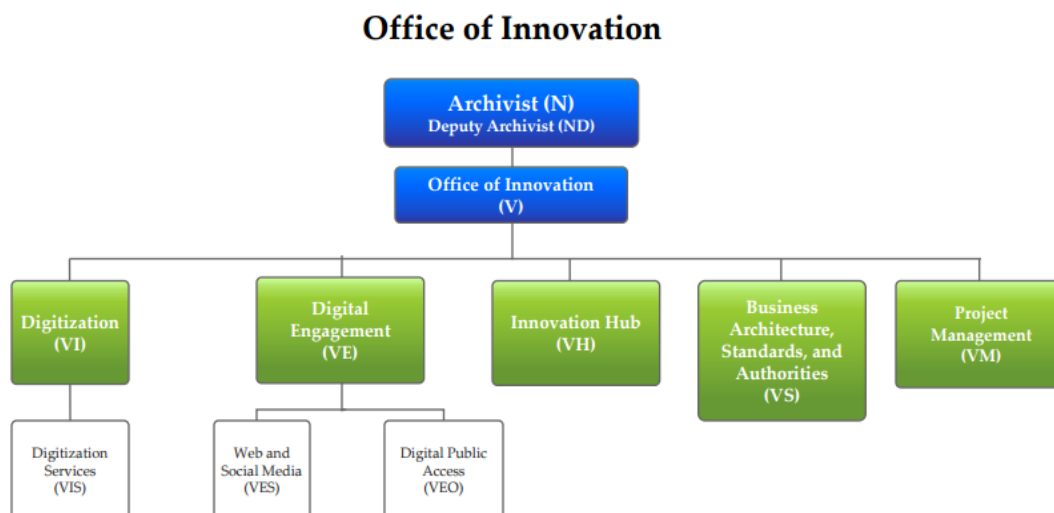 Office of Innovation
Archivist (N)
Deputy Archivist (ND)
Office of Innovation
(V)
Digitization
(VI)
Digital
Engagement
(VE)
Innovation Hub
(VH)
Business
Architecture,
Standards, and
Authorities
(VS)
Project
Management
(VM)
Digitization
Services
(VIS)
Web and
Social Media
(VES)
Digital Public
Access
(VEO)